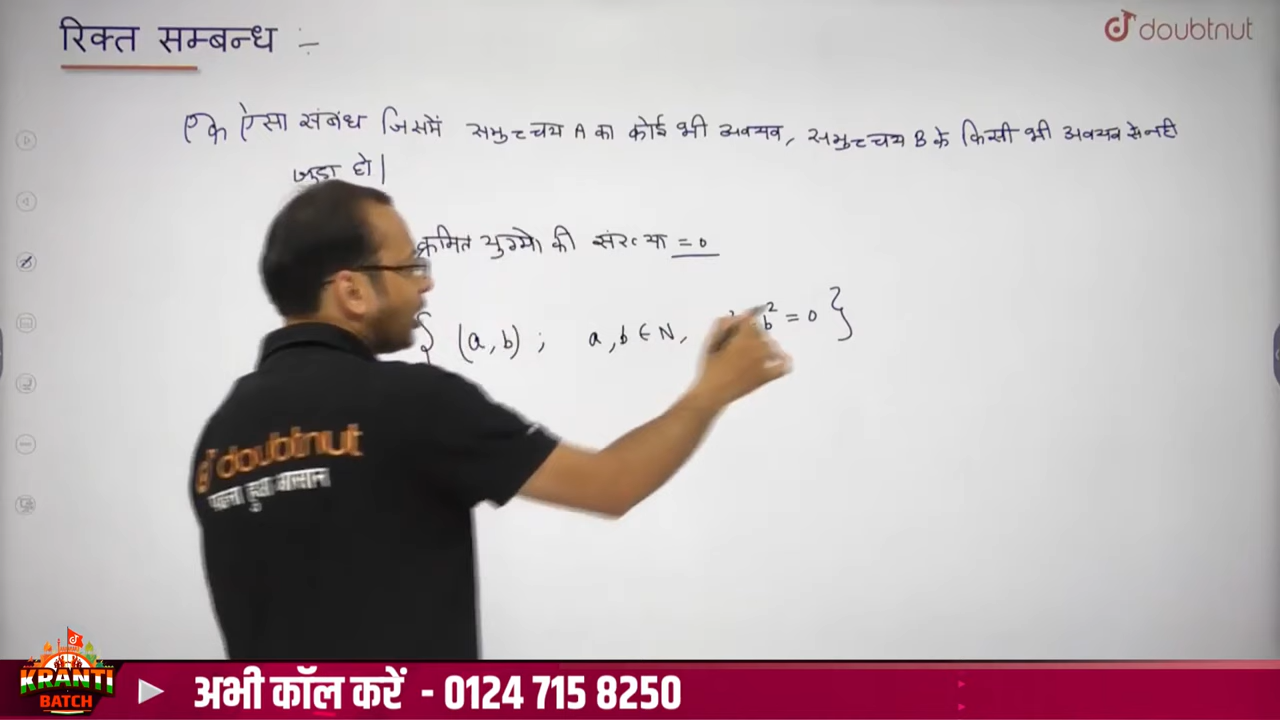 रिक्त सम्बन्ध :-
doubtnut
एक ऐसा संबंध जिसमें समुच्चय A का कोई भी अवयव, समुच्चय B के किसी भी अवयव से नही
जुडा हो |
क्रमित युग्मो की संख्या = 0
{ (a, b) ; a, b ∈ N, b² = 0 }
doubtnut
पढना हुआ आसान
KRANTI
BATCH
अभी कॉल करें - 0124 715 8250